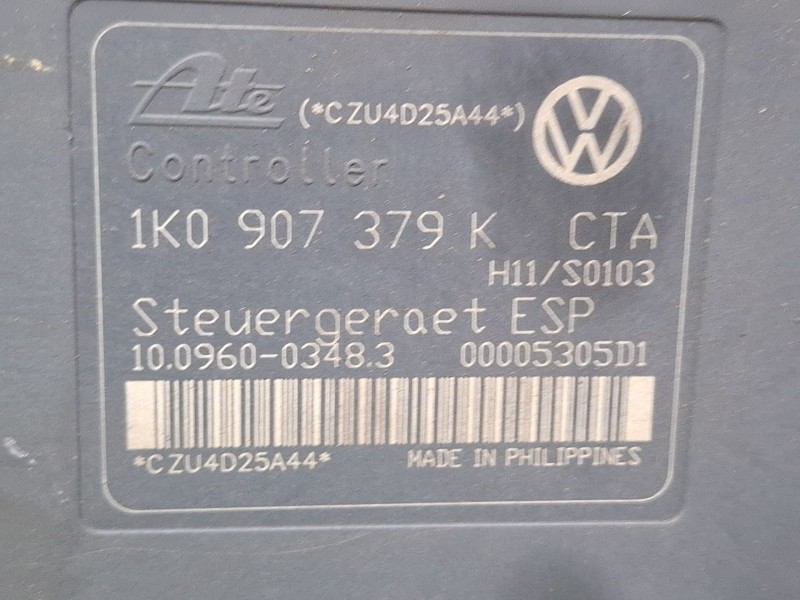 Ate (*CZU4D25A44*)
VW
Controller
1K0 907 379 K CTA
H11/S0103
Steuergeraet ESP
10.0960-0348.3 00005305D1
*CZU4D25A44* MADE IN PHILIPPINES